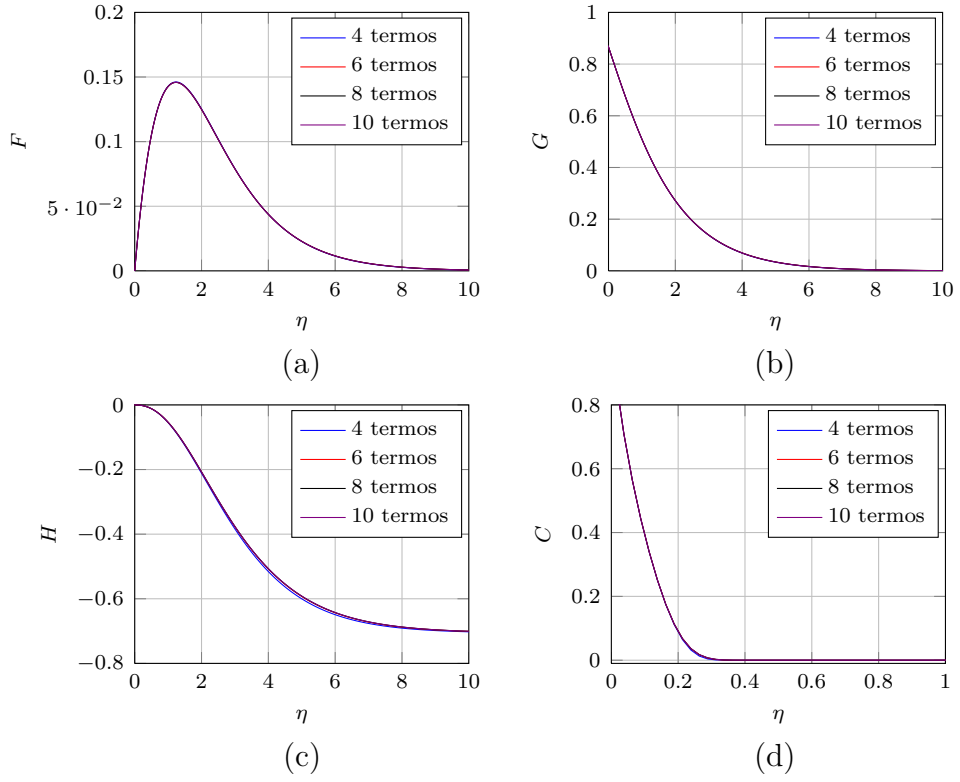 0
2
4
6
8
10
0
5 · 10⁻²
0.1
0.15
0.2
η
F
4 termos
6 termos
8 termos
10 termos
(a)
0
2
4
6
8
10
0
0.2
0.4
0.6
0.8
1
η
G
4 termos
6 termos
8 termos
10 termos
(b)
0
2
4
6
8
10
−0.8
−0.6
−0.4
−0.2
0
η
H
4 termos
6 termos
8 termos
10 termos
(c)
0
0.2
0.4
0.6
0.8
1
0
0.2
0.4
0.6
0.8
η
C
4 termos
6 termos
8 termos
10 termos
(d)